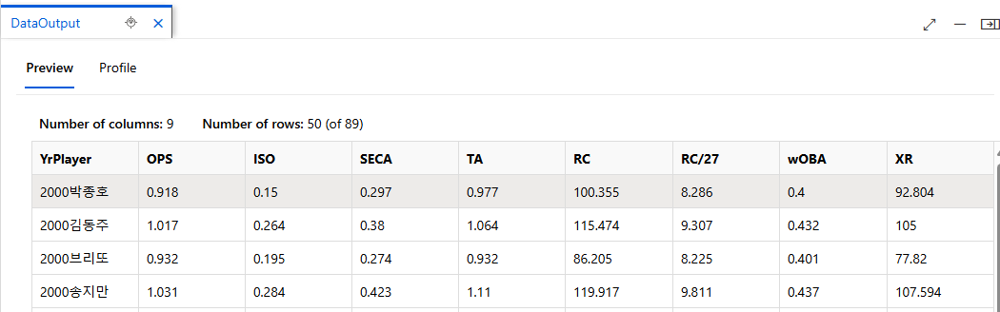 DataOutput
Preview Profile
Number of columns: 9 Number of rows: 50 (of 89)
YrPlayer OPS ISO SECA TA RC RC/27 wOBA XR
2000박종호 0.918 0.15 0.297 0.977 100.355 8.286 0.4 92.804
2000김동주 1.017 0.264 0.38 1.064 115.474 9.307 0.432 105
2000브리또 0.932 0.195 0.274 0.932 86.205 8.225 0.401 77.82
2000송지만 1.031 0.284 0.423 1.11 119.917 9.811 0.437 107.594